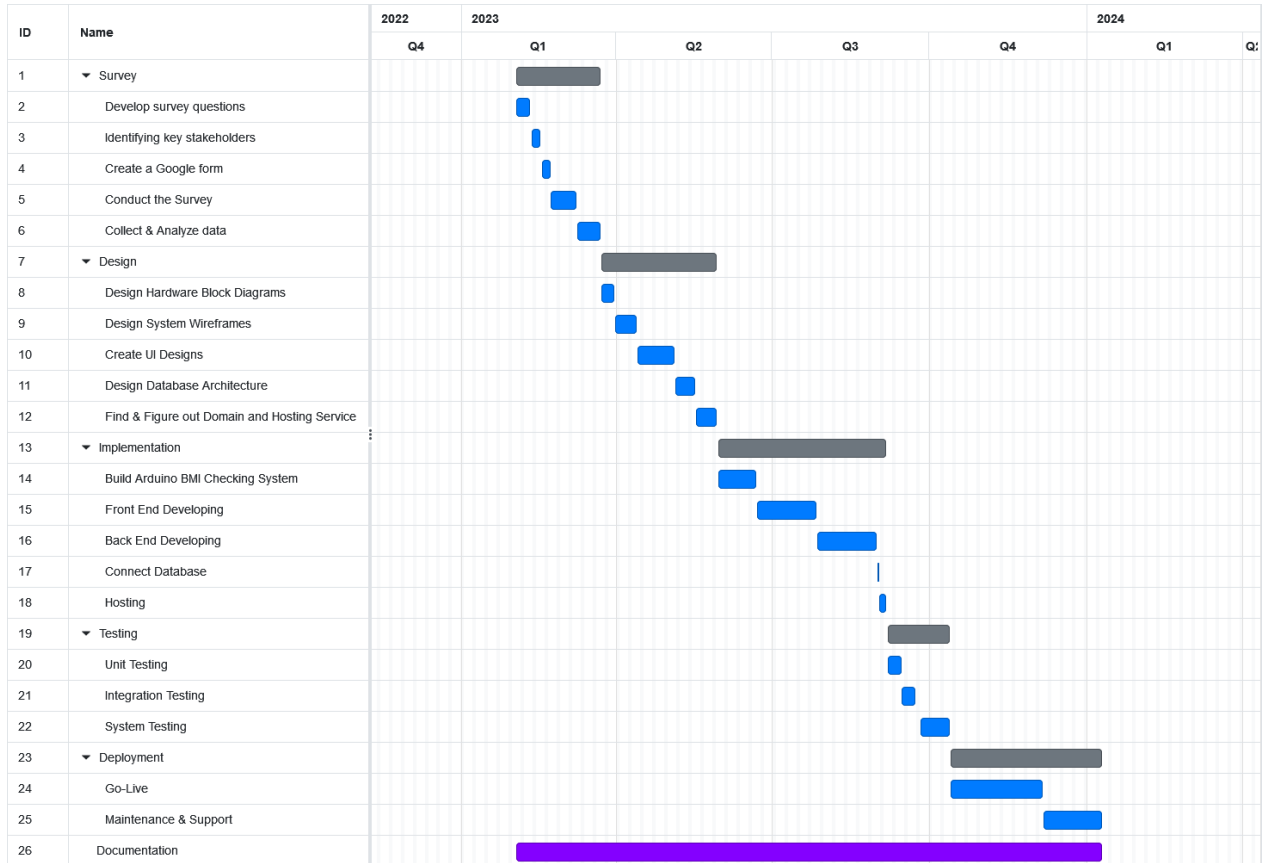 ID Name 2022 2023 2024
Q4 Q1 Q2 Q3 Q4 Q1
1 Survey
2 Develop survey questions
3 Identifying key stakeholders
4 Create a Google form
5 Conduct the Survey
6 Collect & Analyze data
7 Design
8 Design Hardware Block Diagrams
9 Design System Wireframes
10 Create UI Designs
11 Design Database Architecture
12 Find & Figure out Domain and Hosting Service
13 Implementation
14 Build Arduino BMI Checking System
15 Front End Developing
16 Back End Developing
17 Connect Database
18 Hosting
19 Testing
20 Unit Testing
21 Integration Testing
22 System Testing
23 Deployment
24 Go-Live
25 Maintenance & Support
26 Documentation